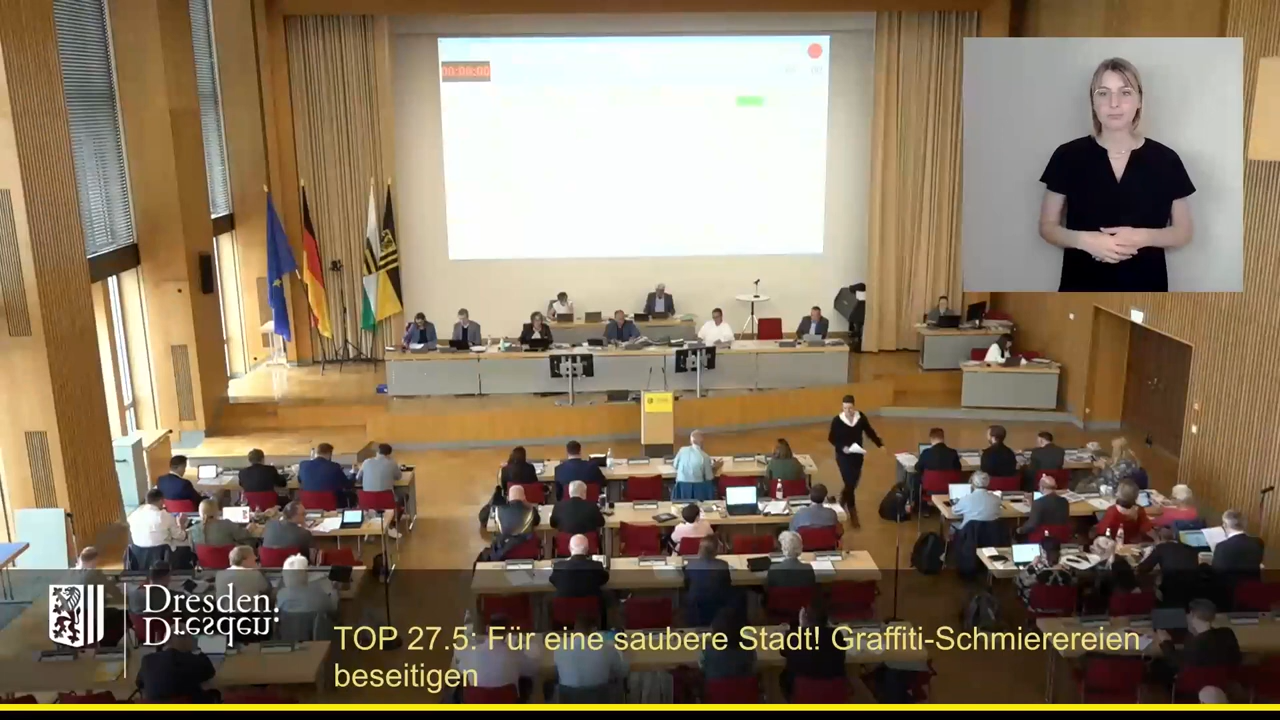 00:00:00
Dresden.
Dresden.
TOP 27.5: Für eine saubere Stadt! Graffiti-Schmierereien
beseitigen